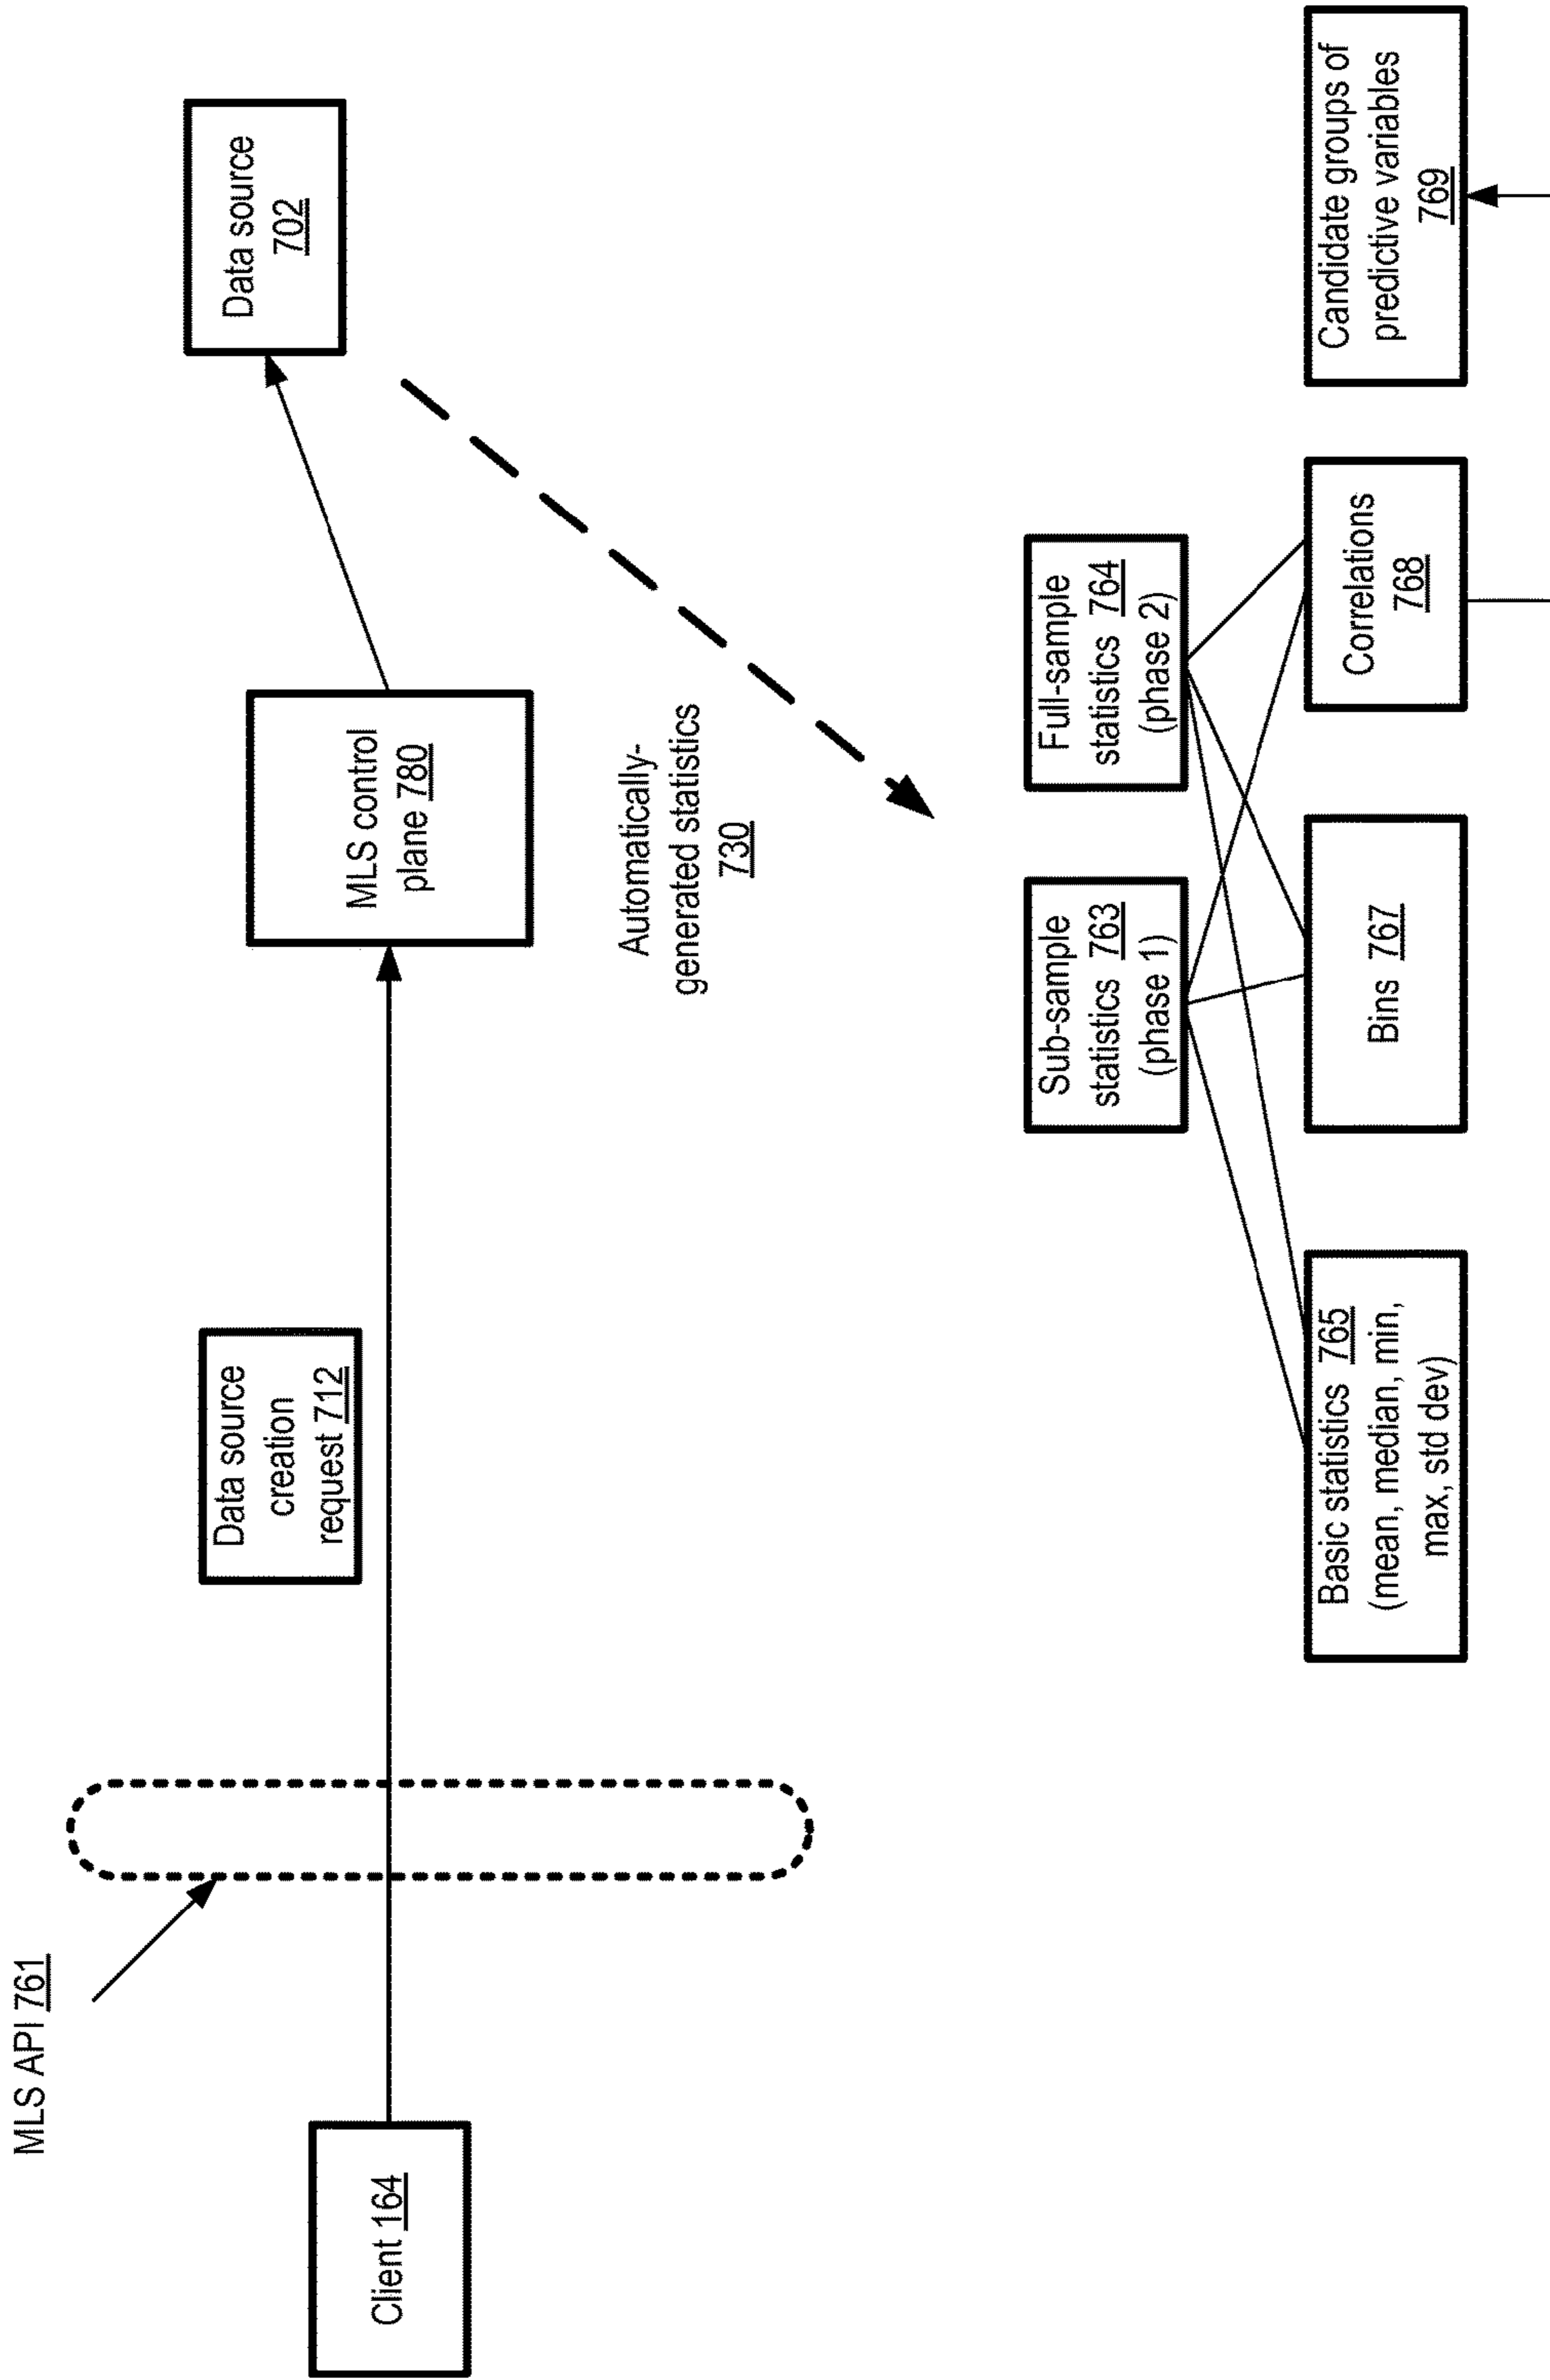 MLS API 761
Client 164
Data source
creation
request 712
MLS control
plane 780
Data source
702
Automatically-
generated statistics
730
Sub-sample
statistics 763
(phase 1)
Full-sample
statistics 764
(phase 2)
Basic statistics 765
(mean, median, min,
max, std dev)
Bins 767
Correlations
768
Candidate groups of
predictive variables
769